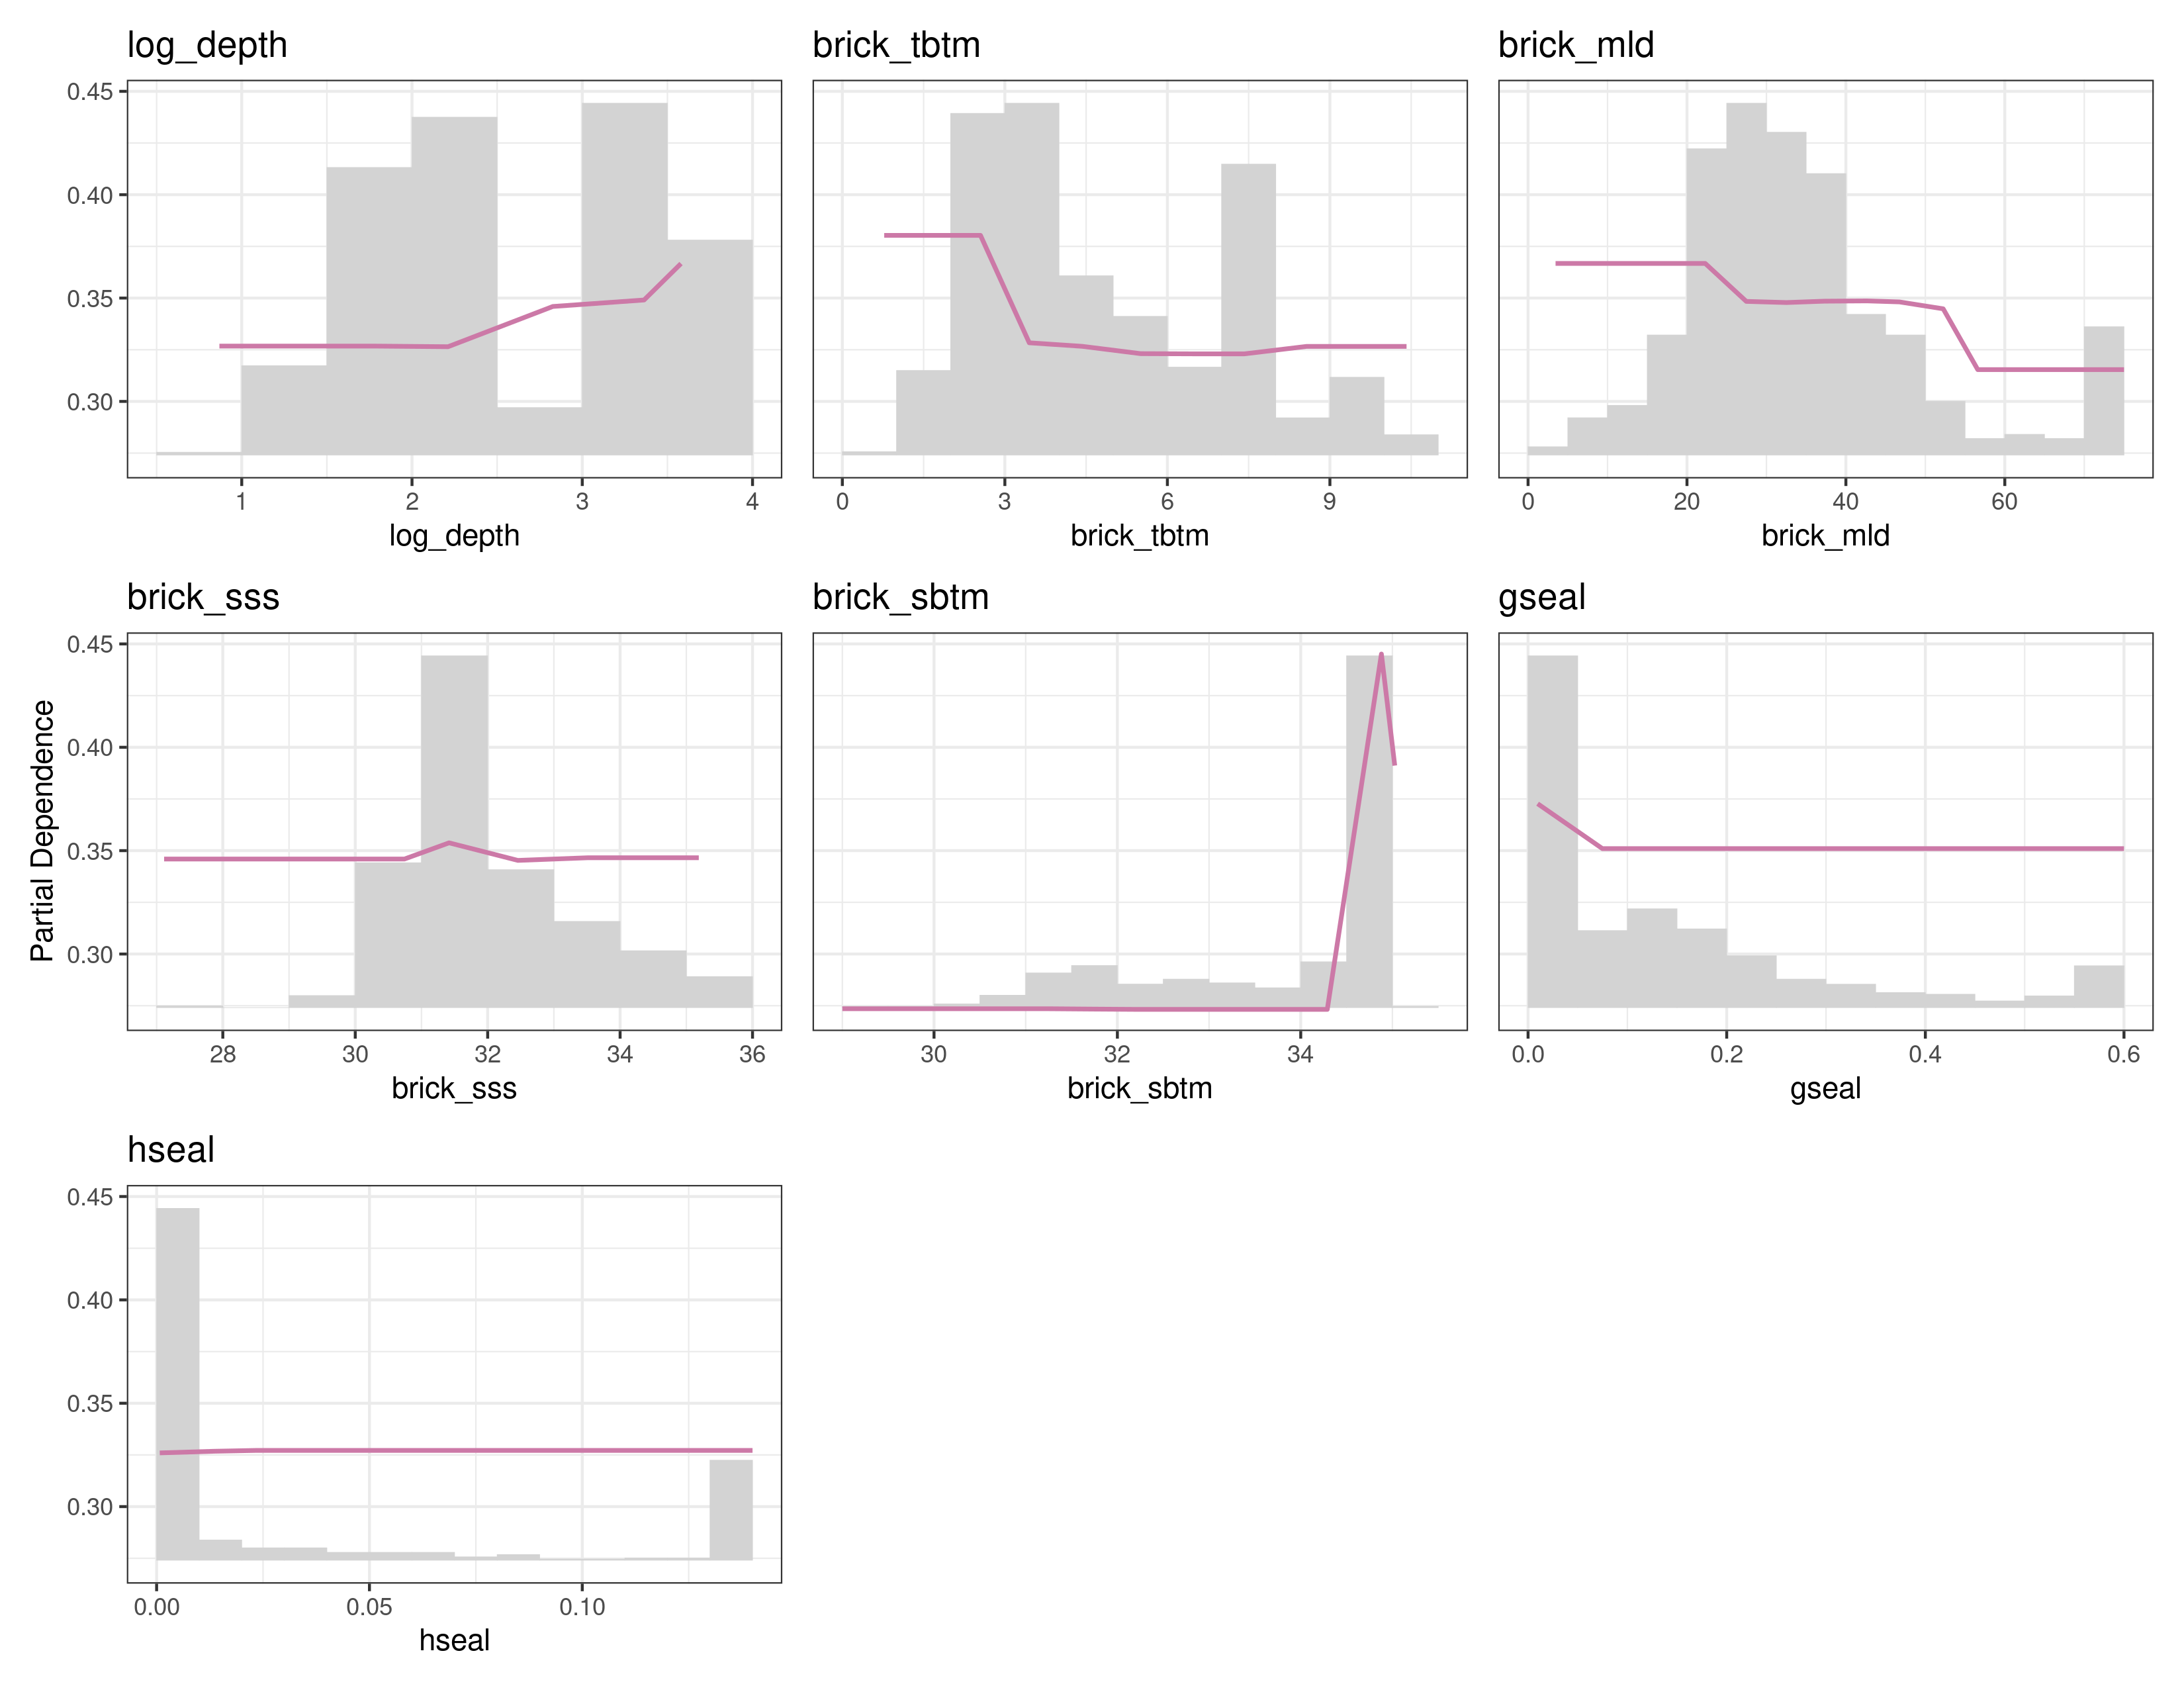 log_depth
brick_tbtm
brick_mld
0.45
0.40
0.35
0.30
1 2 3 4
0 3 6 9
0 20 40 60
log_depth
brick_tbtm
brick_mld
brick_sss
brick_sbtm
gseal
Partial Dependence
0.45
0.40
0.35
0.30
28 30 32 34 36
30 32 34
0.0 0.2 0.4 0.6
brick_sss
brick_sbtm
gseal
hseal
0.45
0.40
0.35
0.30
0.00 0.05 0.10
hseal